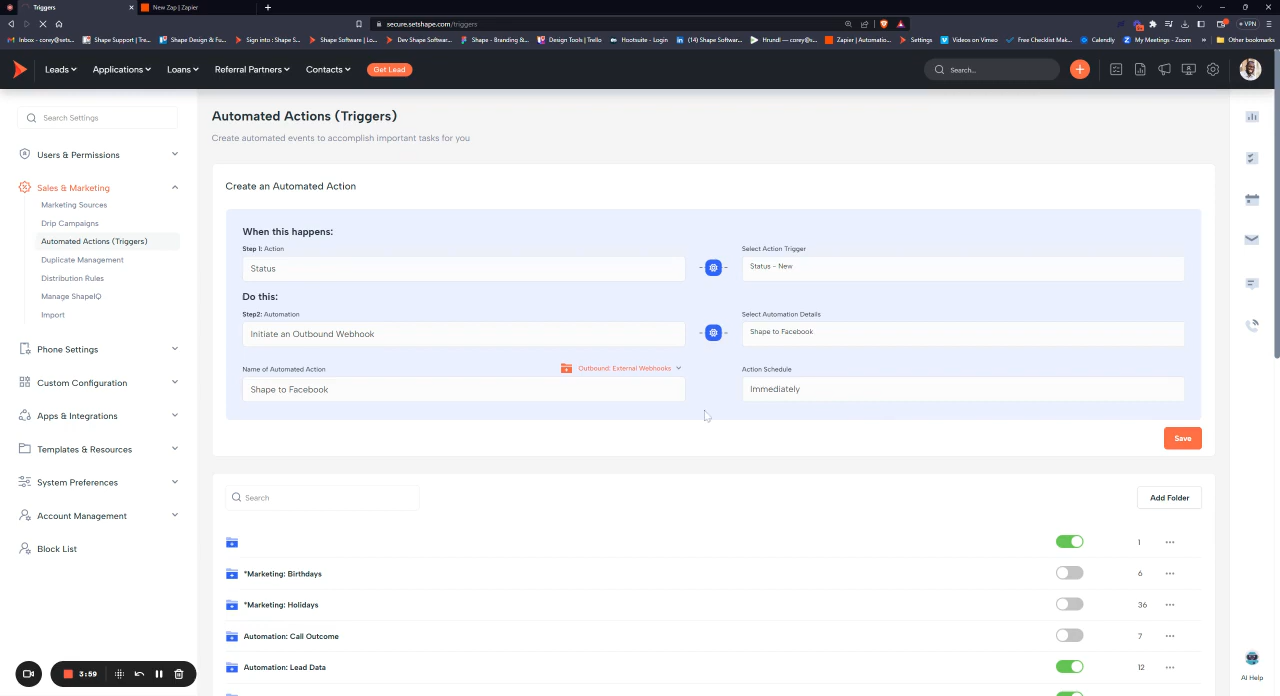 Triggers
New Zap | Zapier
secure.setshape.com/triggers
VPN
Inbox - corey@sets...
Shape Support | Tre...
Shape Design & Fu...
Sign into : Shape S...
Shape Software | Lo...
Dev Shape Softwar...
Shape - Branding &...
Design Tools | Trello
Hootsuite - Login
(14) Shape Softwar...
Hrundl — corey@s...
Zapier | Automatio...
Settings
Videos on Vimeo
Free Checklist Mak...
Calendly
My Meetings - Zoom
»
Other bookmarks
Leads
Applications
Loans
Referral Partners
Contacts
Get Lead
Search...
Search Settings
Users & Permissions
Sales & Marketing
Marketing Sources
Drip Campaigns
Automated Actions (Triggers)
Duplicate Management
Distribution Rules
Manage ShapeIQ
Import
Phone Settings
Custom Configuration
Apps & Integrations
Templates & Resources
System Preferences
Account Management
Block List
Automated Actions (Triggers)
Create automated events to accomplish important tasks for you
Create an Automated Action
When this happens:
Step 1: Action
Select Action Trigger
Status
Status - New
Do this:
Step2: Automation
Select Automation Details
Initiate an Outbound Webhook
Shape to Facebook
Name of Automated Action
Outbound: External Webhooks
Action Schedule
Shape to Facebook
Immediately
Save
Search
Add Folder
1
*Marketing: Birthdays
6
*Marketing: Holidays
36
Automation: Call Outcome
7
Automation: Lead Data
12
3:59
AI Help